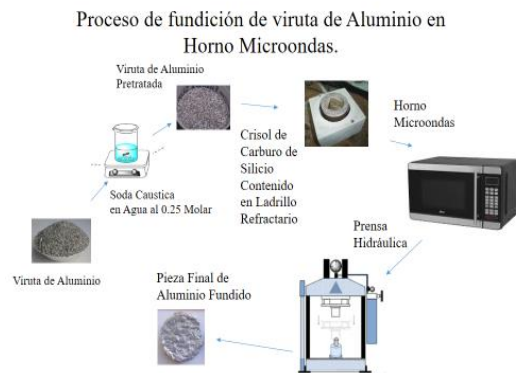 Proceso de fundición de viruta de Aluminio en
Horno Microondas.
Viruta de Aluminio
Pretratada
Soda Caustica
en Agua al 0.25 Molar
Viruta de Aluminio
Crisol de
Carburo de
Silicio
Contenido
en Ladrillo
Refractario
Horno
Microondas
Prensa
Hidráulica
Pieza Final de
Aluminio Fundido